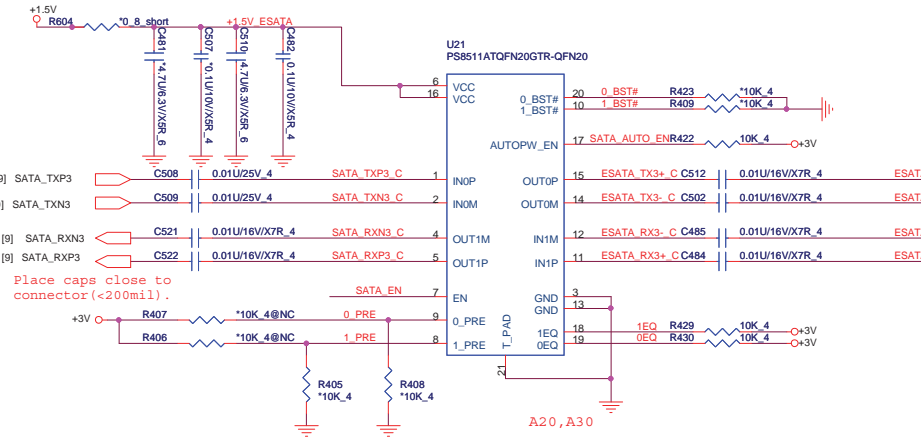 +1.5V
R604
*0_8_short
+1.5V_ESATA
C481
*4.7U/6.3V/X5R_6
C507
*0.1U/10V/X5R_4
C510
4.7U/6.3V/X5R_6
C482
0.1U/10V/X5R_4
U21
PS8511ATQFN20GTR-QFN20
6
VCC
16
VCC
0_BST#
20
0_BST#
R423
*10K_4
1_BST#
10
1_BST#
R409
*10K_4
AUTOPW_EN
17
SATA_AUTO_EN
R422
10K_4
+3V
9]
SATA_TXP3
C508
0.01U/25V_4
SATA_TXP3_C
1
IN0P
OUT0P
15
ESATA_TX3+_C
C512
0.01U/16V/X7R_4
ESAT
]
SATA_TXN3
C509
0.01U/25V_4
SATA_TXN3_C
2
IN0M
OUT0M
14
ESATA_TX3-_C
C502
0.01U/16V/X7R_4
ESAT
[9]
SATA_RXN3
C521
0.01U/16V/X7R_4
SATA_RXN3_C
4
OUT1M
IN1M
12
ESATA_RX3-_C
C485
0.01U/16V/X7R_4
ESAT
[9]
SATA_RXP3
C522
0.01U/16V/X7R_4
SATA_RXP3_C
5
OUT1P
IN1P
11
ESATA_RX3+_C
C484
0.01U/16V/X7R_4
ESAT
Place caps close to
connector(<200mil).
SATA_EN
7
EN
GND
3
GND
13
+3V
R407
*10K_4@NC
0_PRE
9
0_PRE
1EQ
18
1EQ
R429
10K_4
+3V
R406
*10K_4@NC
1_PRE
8
1_PRE
0EQ
19
0EQ
R430
10K_4
+3V
T_PAD
21
R405
*10K_4
R408
*10K_4
A20,A30